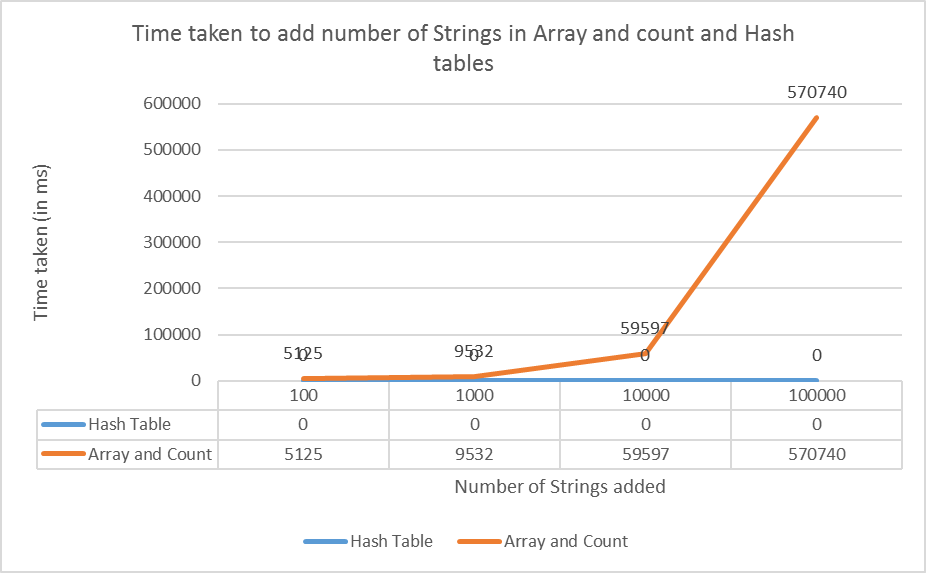 Time taken to add number of Strings in Array and count and Hash
tables
570740
600000
500000
400000
300000
200000
100000
0
Time taken (in ms)
5125
0
9532
0
59597
0
0
100 1000 10000 100000
Hash Table 0 0 0 0
Array and Count 5125 9532 59597 570740
Number of Strings added
Hash Table Array and Count